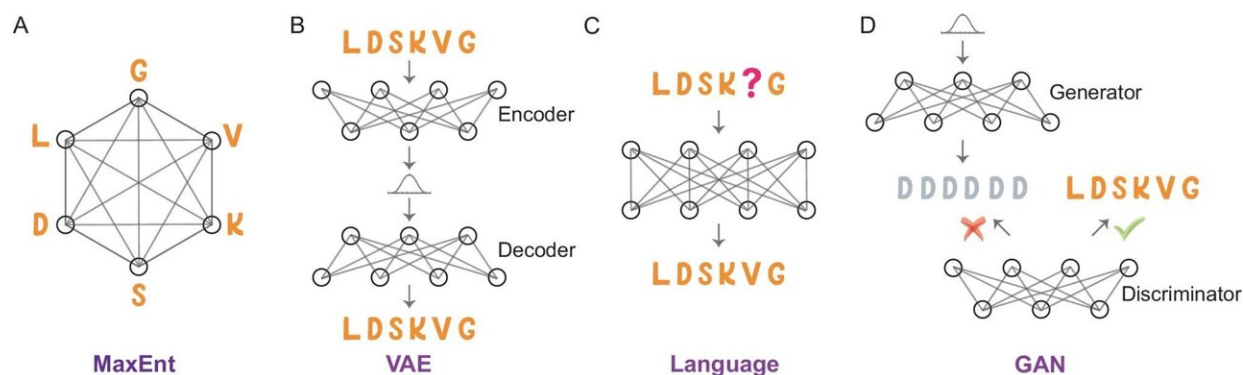 A
G
L
V
D
K
S
MaxEnt
B
LDSKVG
Encoder
Decoder
LDSKVG
VAE
C
LDSK?G
LDSKVG
Language
D
Generator
DDDDDD
LDSKVG
Discriminator
GAN